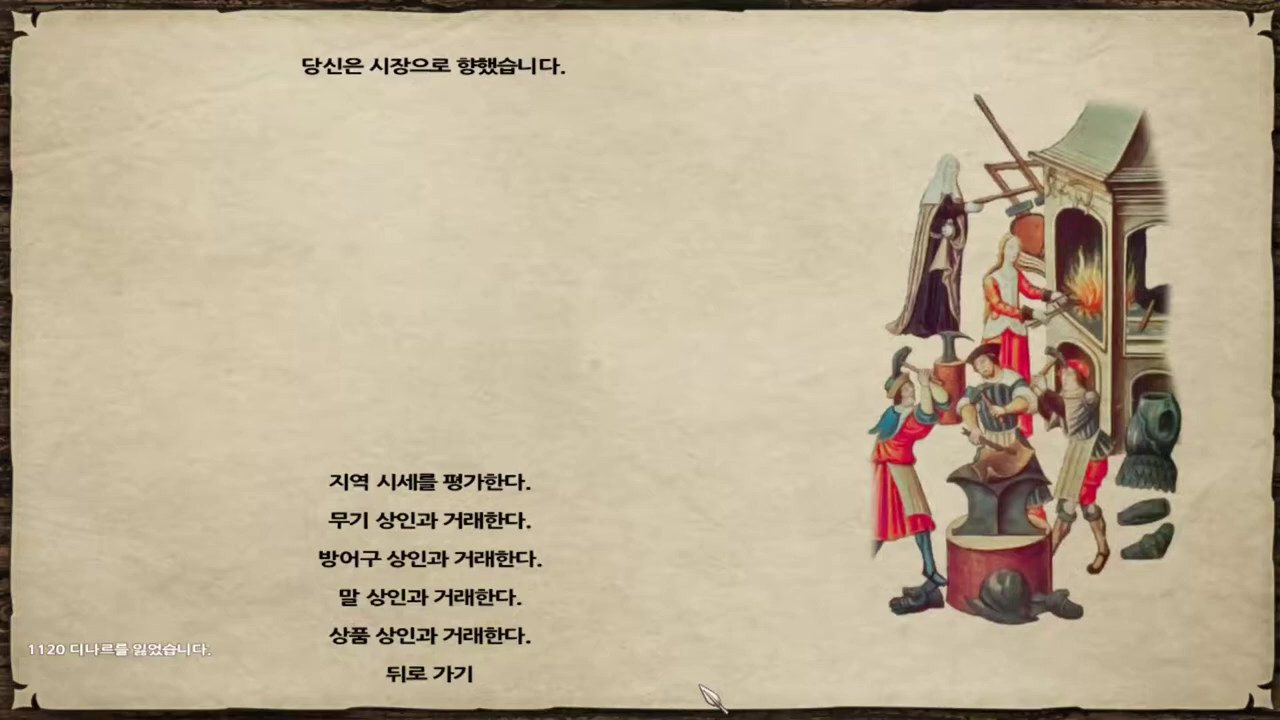 당신은 시장으로 향했습니다.
지역 시세를 평가한다.
무기 상인과 거래한다.
방어구 상인과 거래한다.
말 상인과 거래한다.
상품 상인과 거래한다.
1120 디나르를 잃었습니다.
뒤로 가기